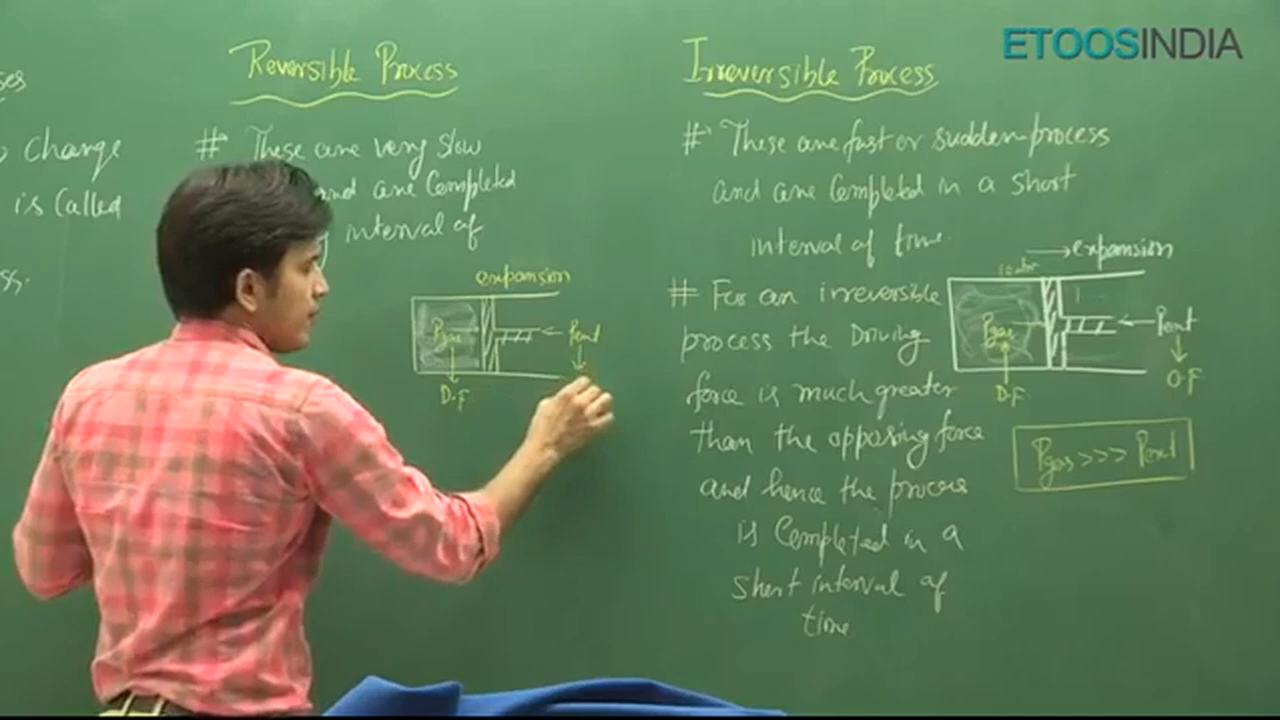 ETOOSINDIA
ses
change
is called
ss.
Reversible Process
# These are very slow
and are Completed
interval of
expansion
Pgas
Pext
D.F
Irreversible Process
# These are fast or sudden process
and are Completed in a short
interval of time.
→ expansion
# For an irreversible
process the Driving
force is much greater
than the opposing force
and hence the process
is Completed in a
short interval of
time
Pgas
Pext
D.F
O.F
Pgas >>> Pext